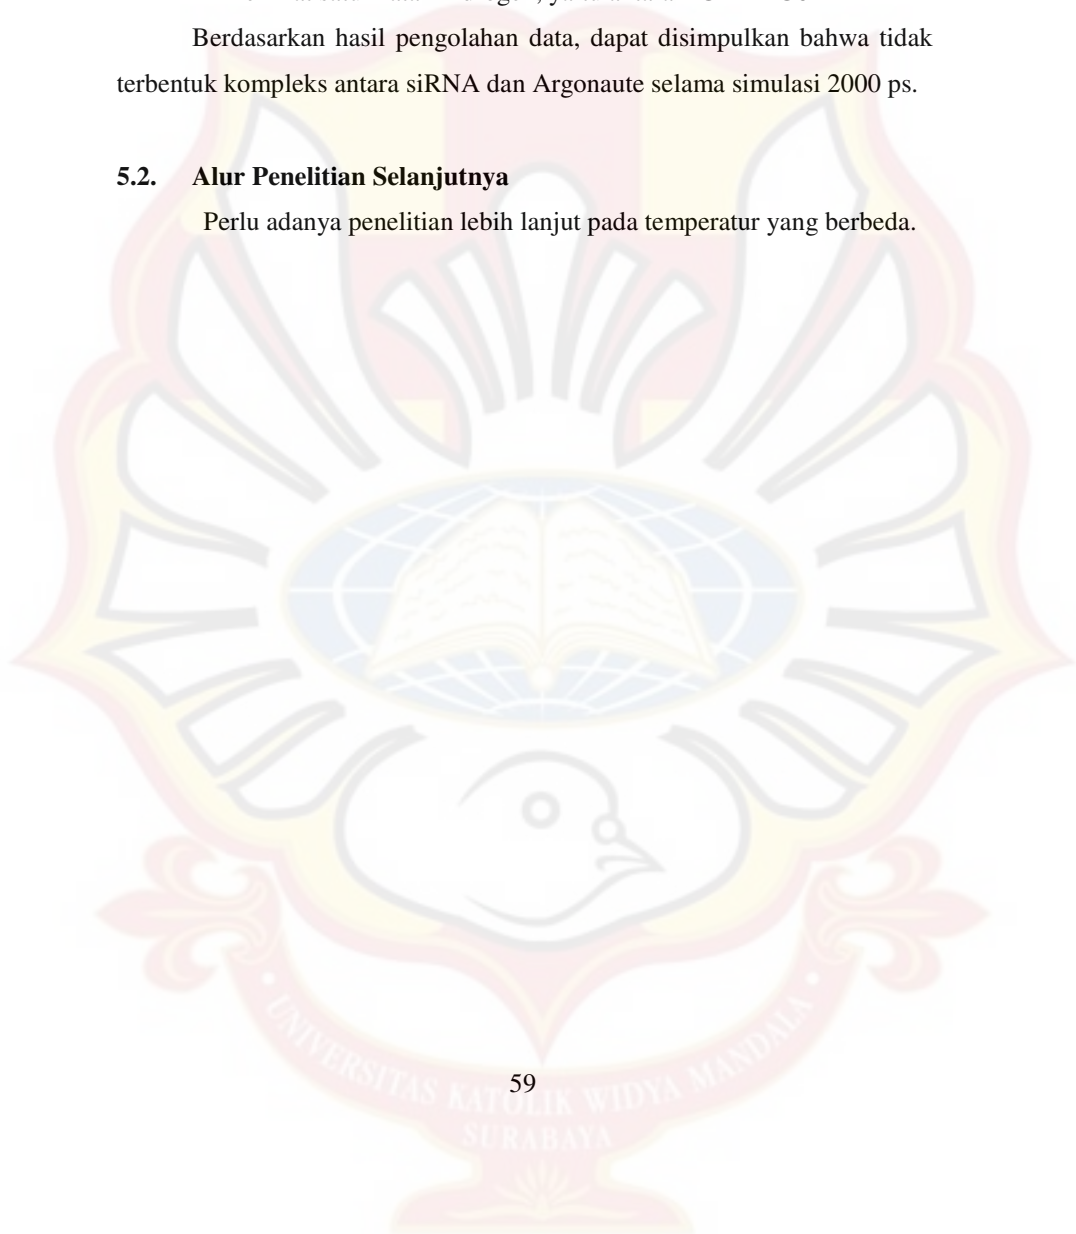 Berdasarkan hasil pengolahan data, dapat disimpulkan bahwa tidak
terbentuk kompleks antara siRNA dan Argonaute selama simulasi 2000 ps.
5.2. Alur Penelitian Selanjutnya
Perlu adanya penelitian lebih lanjut pada temperatur yang berbeda.
59
• UNIVERSITAS KATOLIK WIDYA MANDALA •
SURABAYA